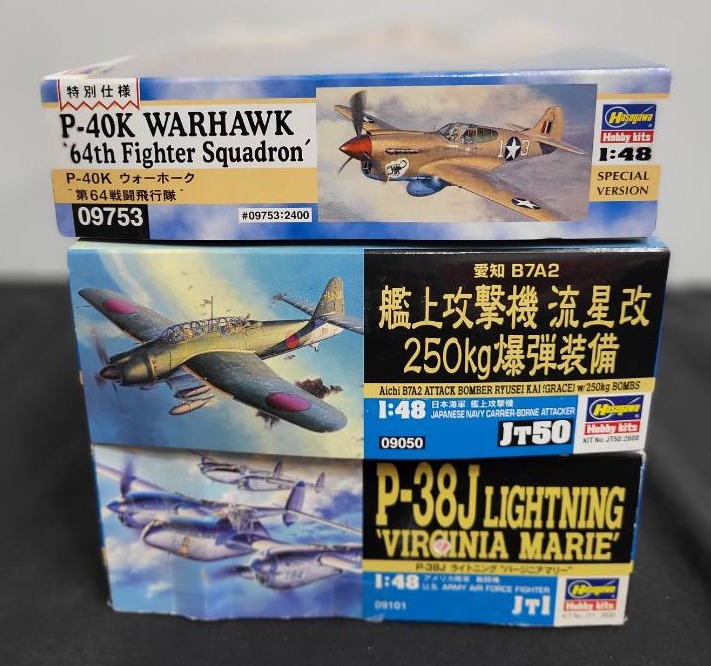 特別仕様
P-40K WARHAWK
‘64th Fighter Squadron’
P-40K ウォーホーク
“第64戦闘飛行隊”
09753
#09753:2400
1 3
Hasegawa
Hobby kits
1:48
SPECIAL
VERSION
愛知 B7A2
艦上攻撃機 流星改
250kg爆弾装備
Aichi B7A2 ATTACK BOMBER RYUSEI KAI (GRACE) w/250kg BOMBS
1:48 日本海軍 艦上攻撃機
JAPANESE NAVY CARRIER-BORNE ATTACKER
09050
JT50
Hasegawa
Hobby kits
KIT No. JT50:2600
P-38J LIGHTNING
‘VIRGINIA MARIE’
P-38J ライトニング “バージニアマリー”
1:48 アメリカ陸軍 戦闘機
U.S. ARMY AIR FORCE FIGHTER
09101
JT1
Hasegawa
Hobby kits